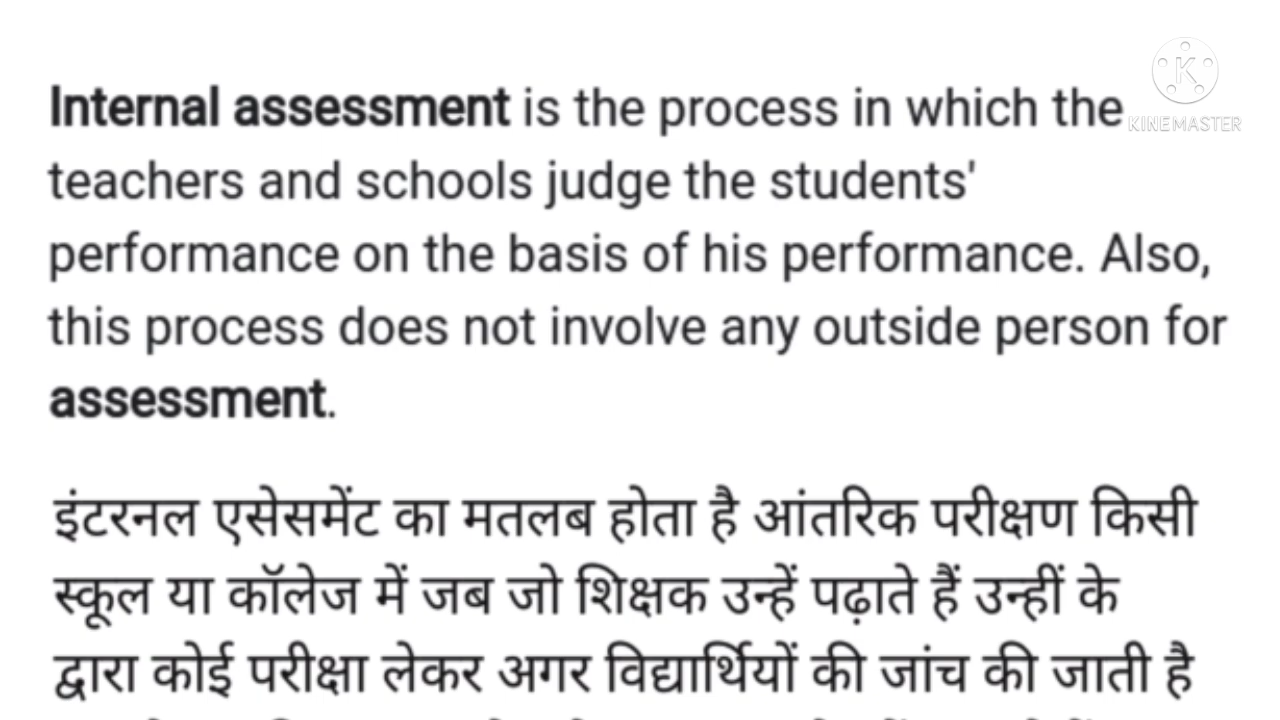 Internal assessment is the process in which the
KINEMASTER
teachers and schools judge the students'
performance on the basis of his performance. Also,
this process does not involve any outside person for
assessment.
इंटरनल एसेसमेंट का मतलब होता है आंतरिक परीक्षण किसी
स्कूल या कॉलेज में जब जो शिक्षक उन्हें पढ़ाते हैं उन्हीं के
द्वारा कोई परीक्षा लेकर अगर विद्यार्थियों की जांच की जाती है